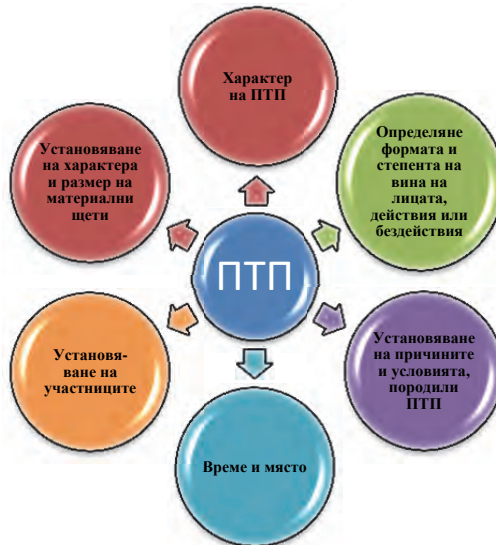 Характер
на ПТП
Определяне
формата и
степента на
вина на
лицата,
действия или
бездействия
Установяване
на причините
и условията,
породили
ПТП
Време и място
Установя-
ване на
участниците
Установяване
на характера
и размер на
материални
щети
ПТП